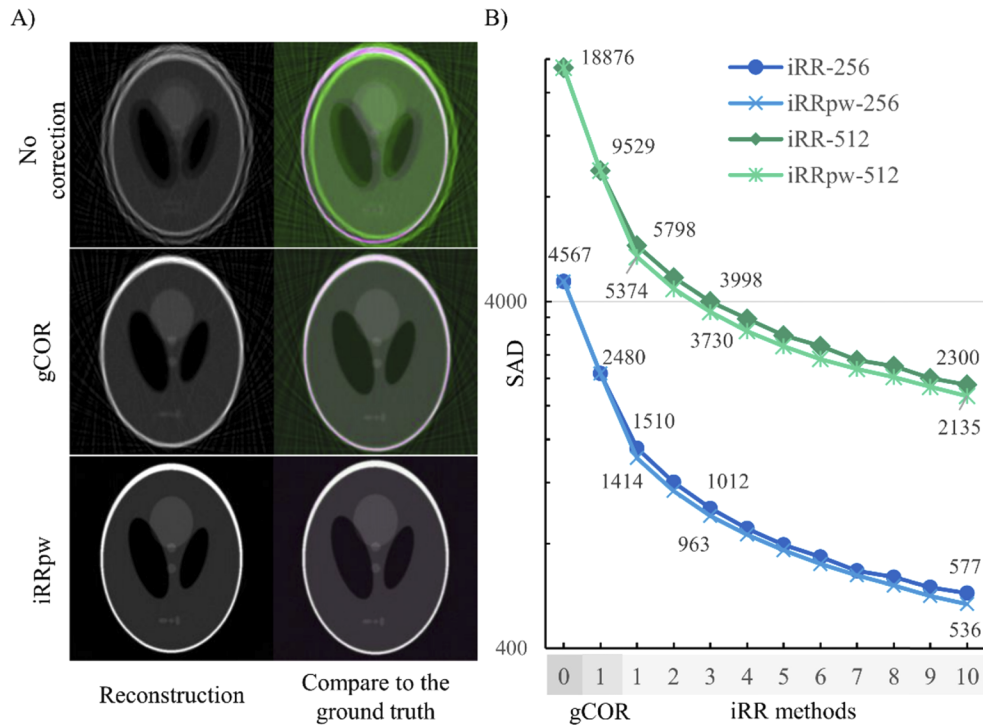 A)
No
correction
gCOR
iRRpw
Reconstruction
Compare to the
ground truth
B)
iRR-256
iRRpw-256
iRR-512
iRRpw-512
SAD
4000
400
18876
9529
5798
5374
3998
3730
2300
2135
4567
2480
1510
1414
1012
963
577
536
0 1 1 2 3 4 5 6 7 8 9 10
gCOR iRR methods